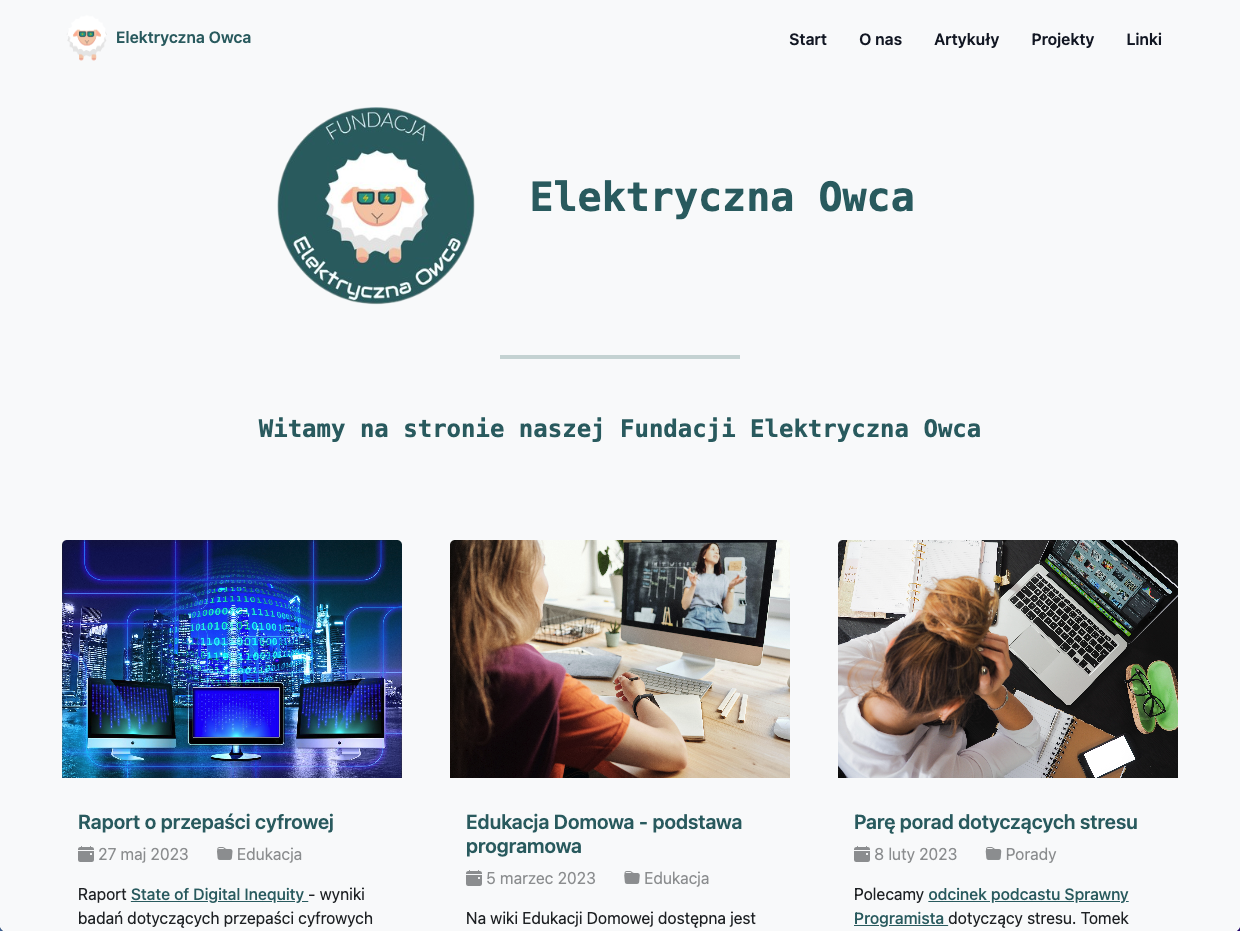 Elektryczna Owca
Start
O nas
Artykuły
Projekty
Linki
FUNDACJA
Elektryczna Owca
Elektryczna Owca
Witamy na stronie naszej Fundacji Elektryczna Owca
Raport o przepaści cyfrowej
27 maj 2023 Edukacja
Raport State of Digital Inequity - wyniki
badań dotyczących przepaści cyfrowych
Edukacja Domowa - podstawa
programowa
5 marzec 2023 Edukacja
Na wiki Edukacji Domowej dostępna jest
Parę porad dotyczących stresu
8 luty 2023 Porady
Polecamy odcinek podcastu Sprawny
Programista dotyczący stresu. Tomek